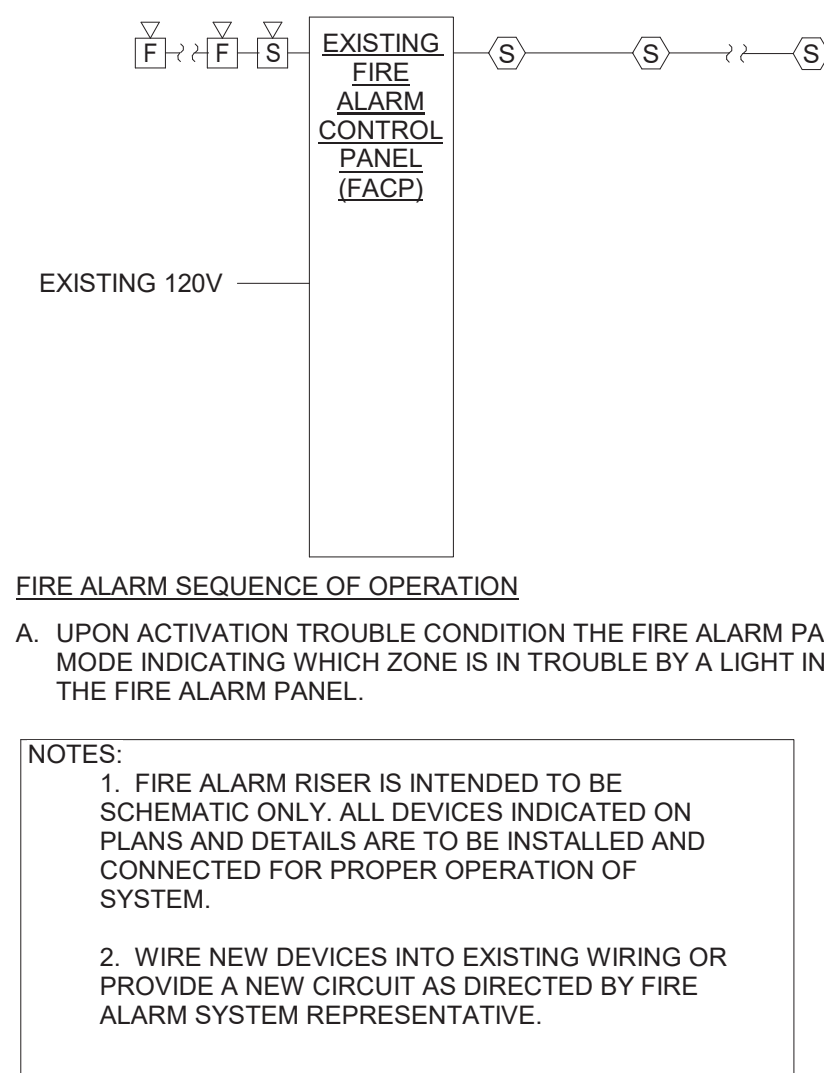 F F S EXISTING S S S
FIRE
ALARM
CONTROL
PANEL
(FACP)
EXISTING 120V
FIRE ALARM SEQUENCE OF OPERATION
A. UPON ACTIVATION TROUBLE CONDITION THE FIRE ALARM PA
MODE INDICATING WHICH ZONE IS IN TROUBLE BY A LIGHT IN
THE FIRE ALARM PANEL.
NOTES:
1. FIRE ALARM RISER IS INTENDED TO BE
SCHEMATIC ONLY. ALL DEVICES INDICATED ON
PLANS AND DETAILS ARE TO BE INSTALLED AND
CONNECTED FOR PROPER OPERATION OF
SYSTEM.
2. WIRE NEW DEVICES INTO EXISTING WIRING OR
PROVIDE A NEW CIRCUIT AS DIRECTED BY FIRE
ALARM SYSTEM REPRESENTATIVE.